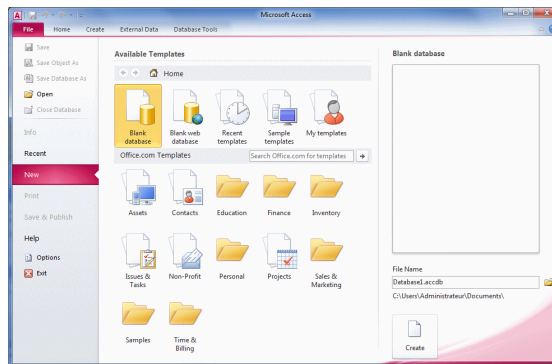 Microsoft Access
File Home Create External Data Database Tools
Save
Save Object As
Save Database As
Open
Close Database
Info
Recent
New
Print
Save & Publish
Help
Options
Exit
Available Templates
Home
Blank database
Blank web database
Recent templates
Sample templates
My templates
Office.com Templates
Search Office.com for templates
Assets
Contacts
Education
Finance
Inventory
Issues & Tasks
Non-Profit
Personal
Projects
Sales & Marketing
Samples
Time & Billing
Blank database
File Name
Database1.accdb
C:\Users\Administrateur\Documents\
Create